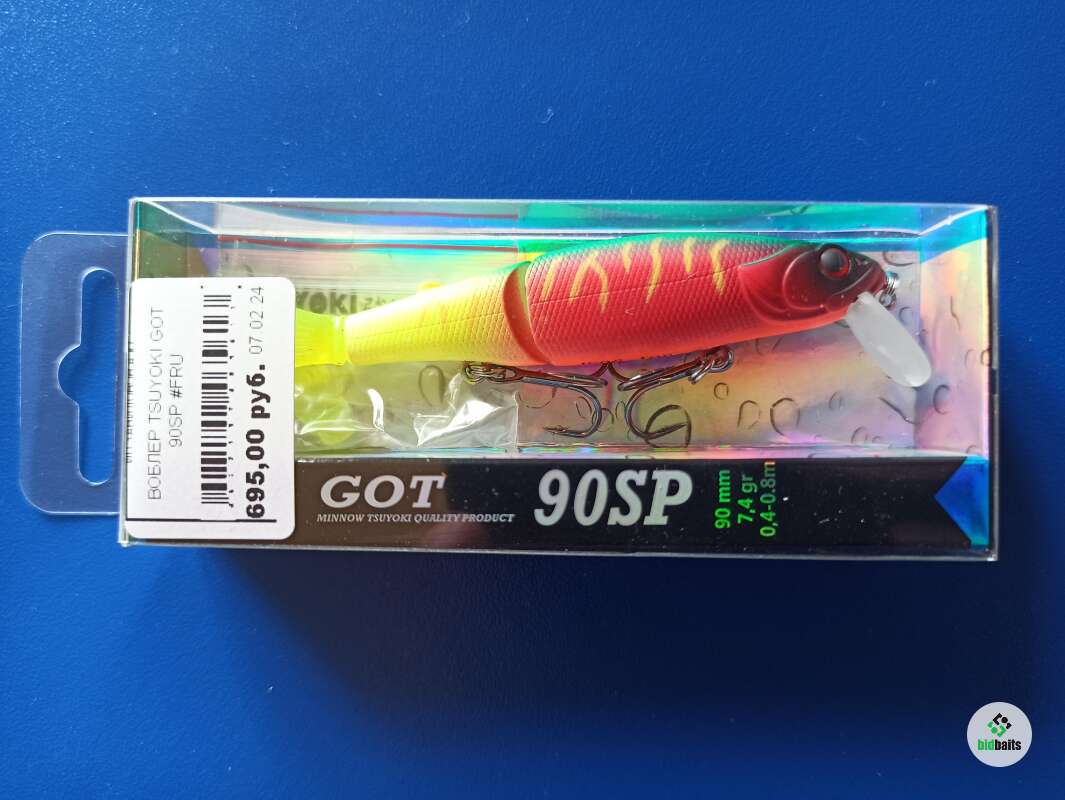 ВОБЛЕР TSUYOKI GOT
90SP #FRU
695,00 руб. 07 02 24
YOKI
GOT
MINNOW TSUYOKI QUALITY PRODUCT
90SP
90 mm
7,4 gr
0,4-0.8m
bidbaits